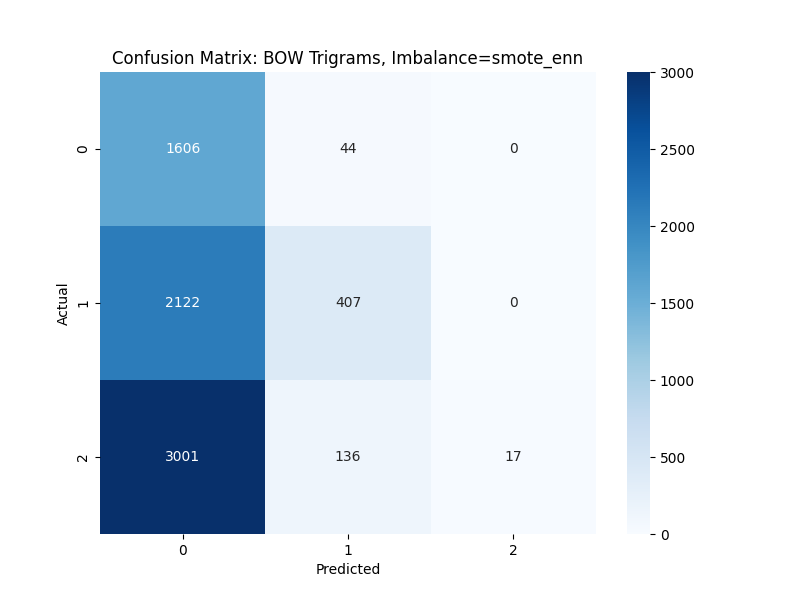 Confusion Matrix: BOW Trigrams, Imbalance=smote_enn
0 1606 44 0
1 2122 407 0
2 3001 136 17
0 1 2
Predicted
Actual
3000
2500
2000
1500
1000
500
0